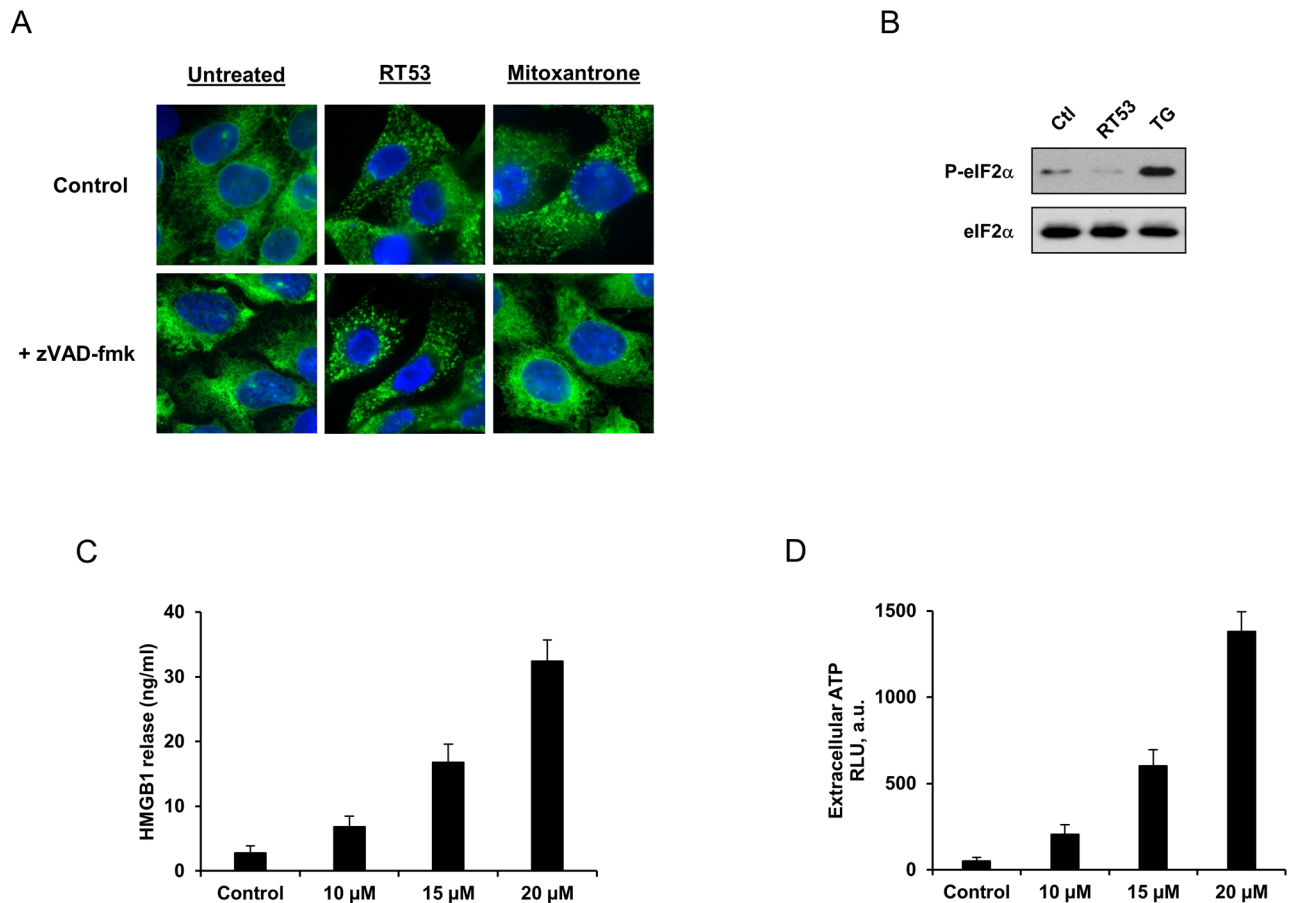 A
Untreated RT53 Mitoxantrone
Control
+ zVAD-fmk
B
Ctl RT53 TG
P-eIF2α
eIF2α
C
HMGB1 relase (ng/ml)
40
30
20
10
0
Control 10 µM 15 µM 20 µM
D
Extracellular ATP
RLU, a.u.
1500
1000
500
0
Control 10 µM 15 µM 20 µM